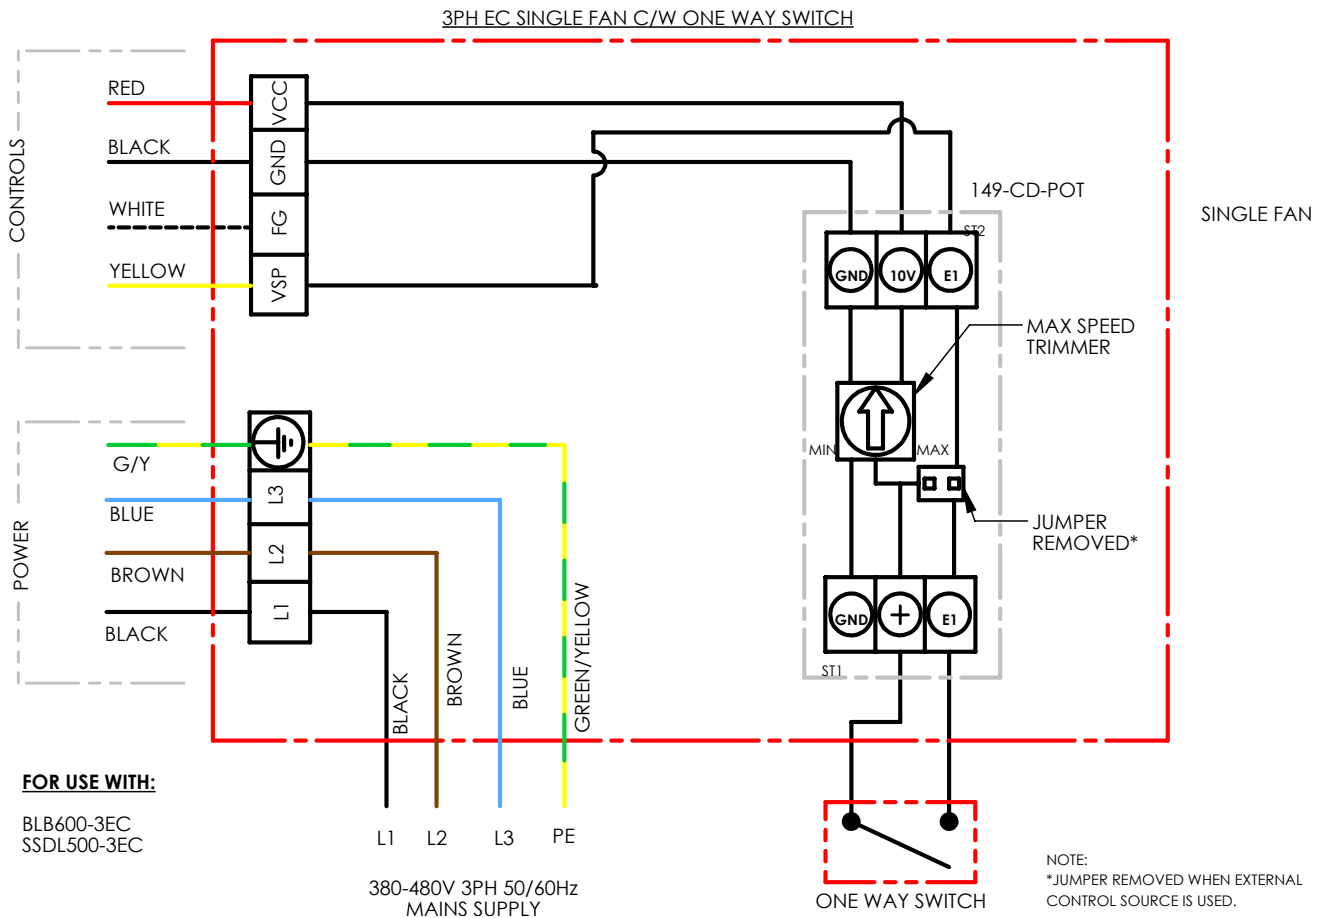 3PH EC SINGLE FAN C/W ONE WAY SWITCH
CONTROLS
RED
BLACK
WHITE
YELLOW
VCC
GND
FG
VSP
149-CD-POT
SINGLE FAN
ST2
GND
10V
E1
MAX SPEED
TRIMMER
MIN
MAX
JUMPER
REMOVED*
GND
+
E1
ST1
POWER
G/Y
BLUE
BROWN
BLACK
L3
L2
L1
BLACK
BROWN
BLUE
GREEN/YELLOW
L1
L2
L3
PE
380-480V 3PH 50/60Hz
MAINS SUPPLY
FOR USE WITH:
BLB600-3EC
SSDL500-3EC
ONE WAY SWITCH
NOTE:
*JUMPER REMOVED WHEN EXTERNAL
CONTROL SOURCE IS USED.